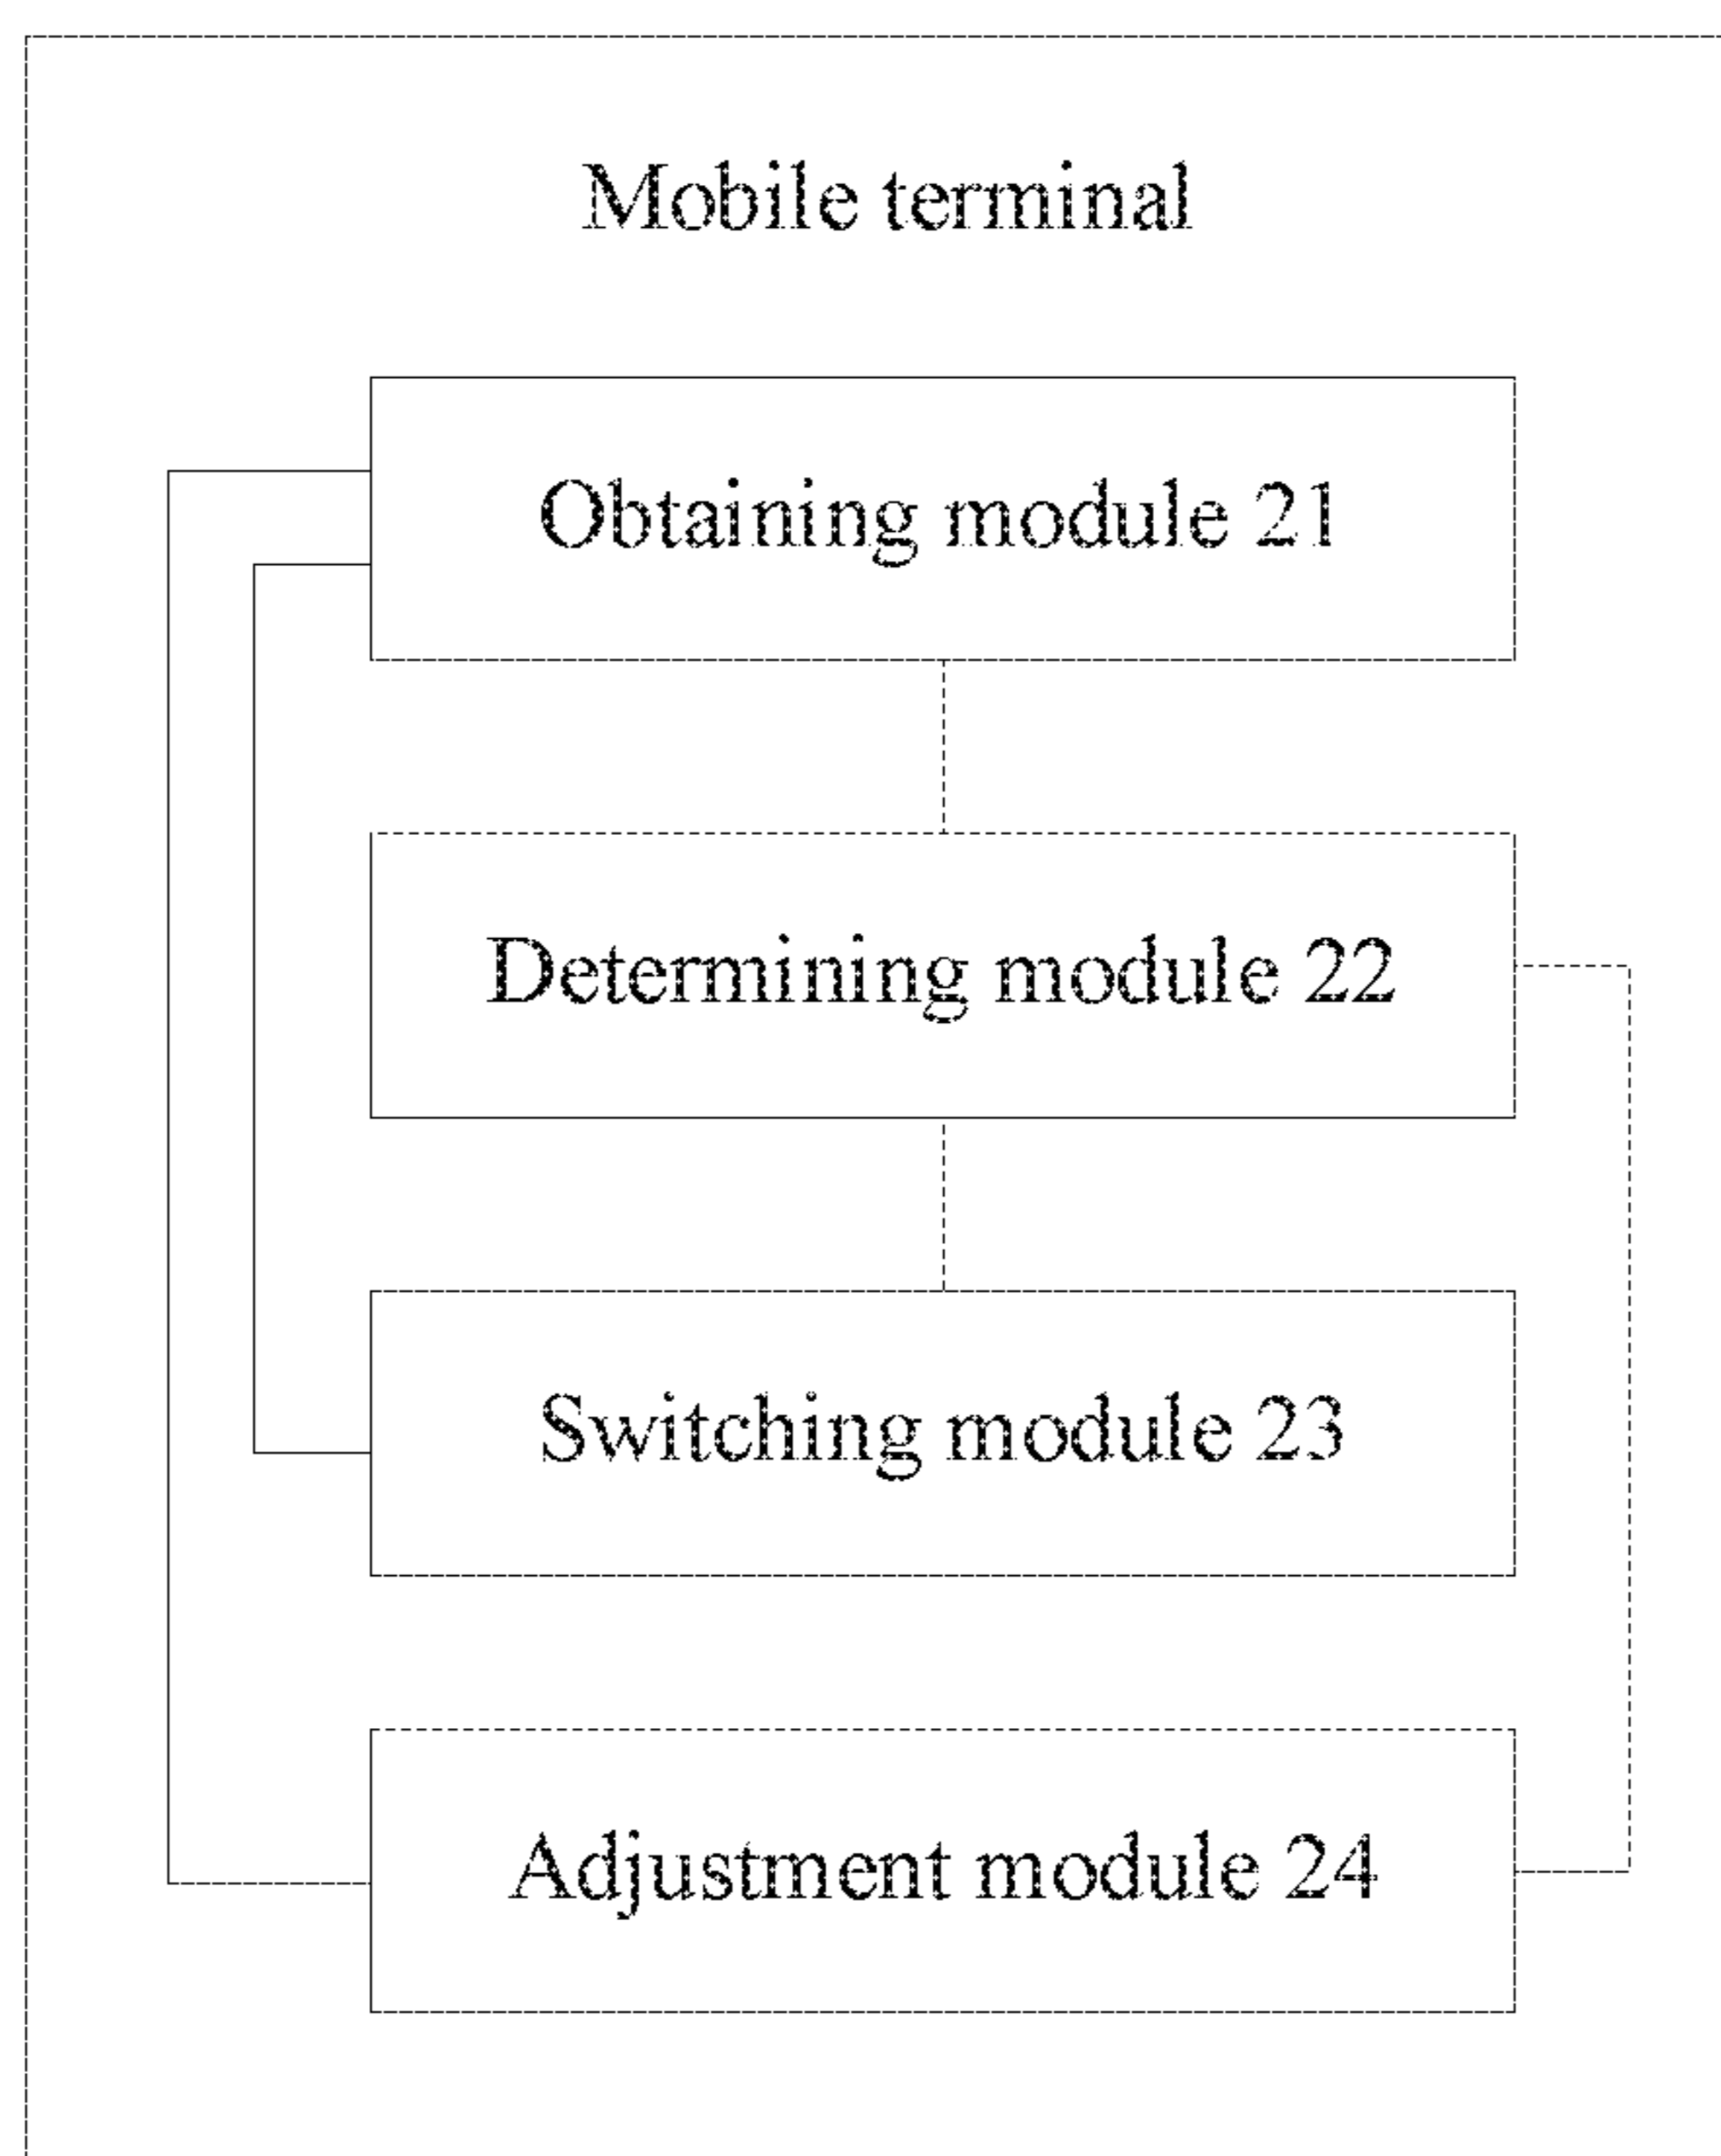 Mobile terminal
Obtaining module 21
Determining module 22
Switching module 23
Adjustment module 24